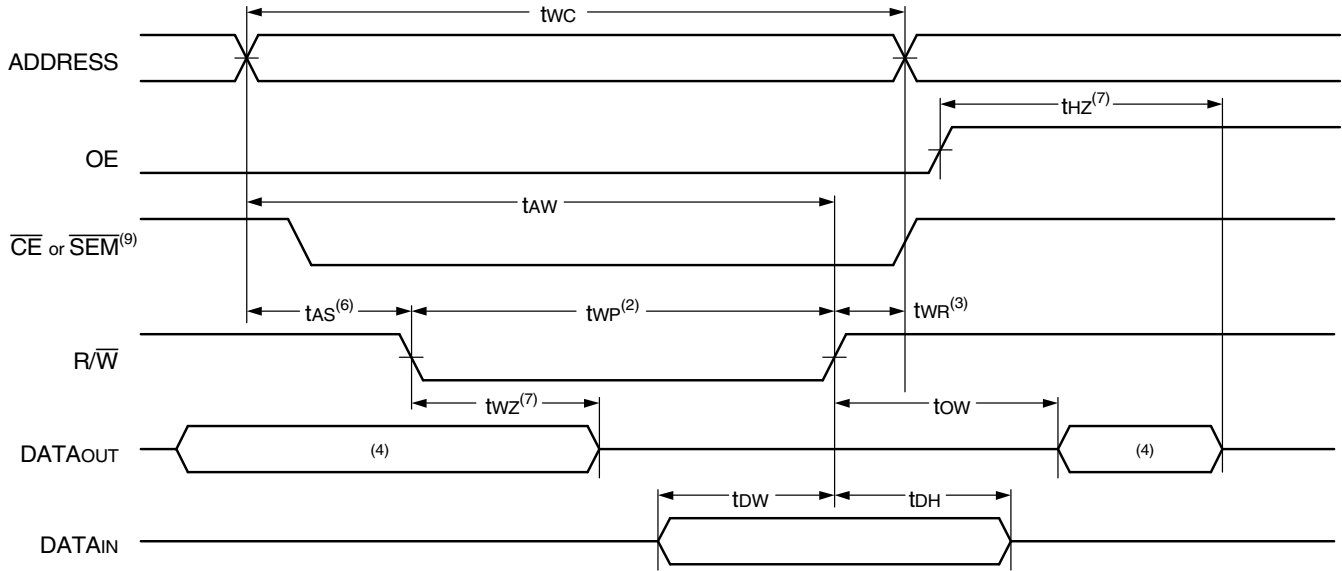 tWC
ADDRESS
tHZ(7)
OE
tAW
CE or SEM(9)
tAS(6)
tWP(2)
tWR(3)
R/W
tWZ(7)
tOW
DATAOUT
(4)
(4)
tDW
tDH
DATAIN